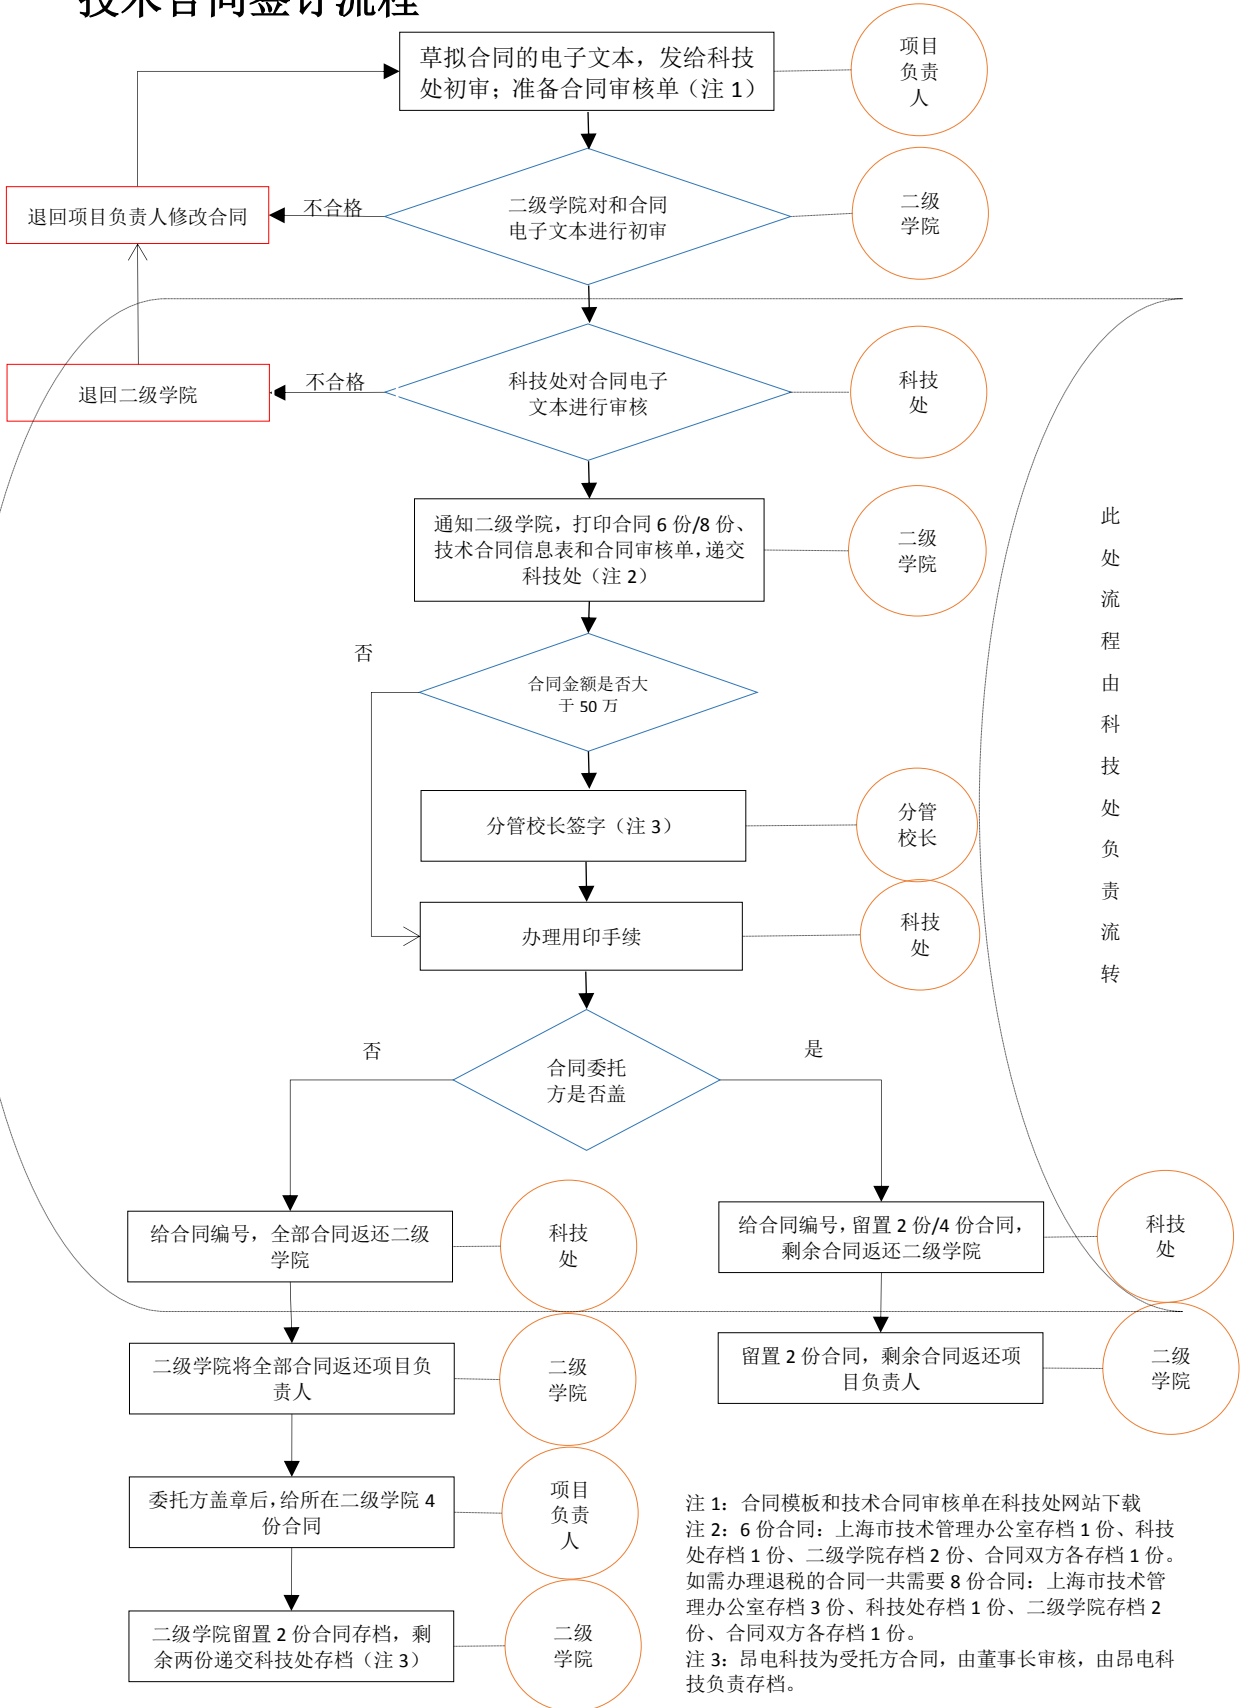 技术合同签订流程
草拟合同的电子文本，发给科技
处初审；准备合同审核单（注 1）
项目
负责
人
二级学院对和合同
电子文本进行初审
二级
学院
不合格
退回项目负责人修改合同
科技处对合同电子
文本进行审核
科技
处
不合格
退回二级学院
通知二级学院，打印合同 6 份/8 份、
技术合同信息表和合同审核单，递交
科技处（注 2）
二级
学院
此
处
流
程
由
科
技
处
负
责
流
转
否
合同金额是否大
于 50 万
分管校长签字（注 3）
分管
校长
办理用印手续
科技
处
合同委托
方是否盖
否
是
给合同编号，全部合同返还二级
学院
科技
处
给合同编号，留置 2 份/4 份合同，
剩余合同返还二级学院
科技
处
二级学院将全部合同返还项目负
责人
二级
学院
留置 2 份合同，剩余合同返还项
目负责人
二级
学院
委托方盖章后，给所在二级学院 4
份合同
项目
负责
人
二级学院留置 2 份合同存档，剩
余两份递交科技处存档（注 3）
二级
学院
注 1：合同模板和技术合同审核单在科技处网站下载
注 2：6 份合同：上海市技术管理办公室存档 1 份、科技
处存档 1 份、二级学院存档 2 份、合同双方各存档 1 份。
如需办理退税的合同一共需要 8 份合同：上海市技术管
理办公室存档 3 份、科技处存档 1 份、二级学院存档 2
份、合同双方各存档 1 份。
注 3：昂电科技为受托方合同，由董事长审核，由昂电科
技负责存档。